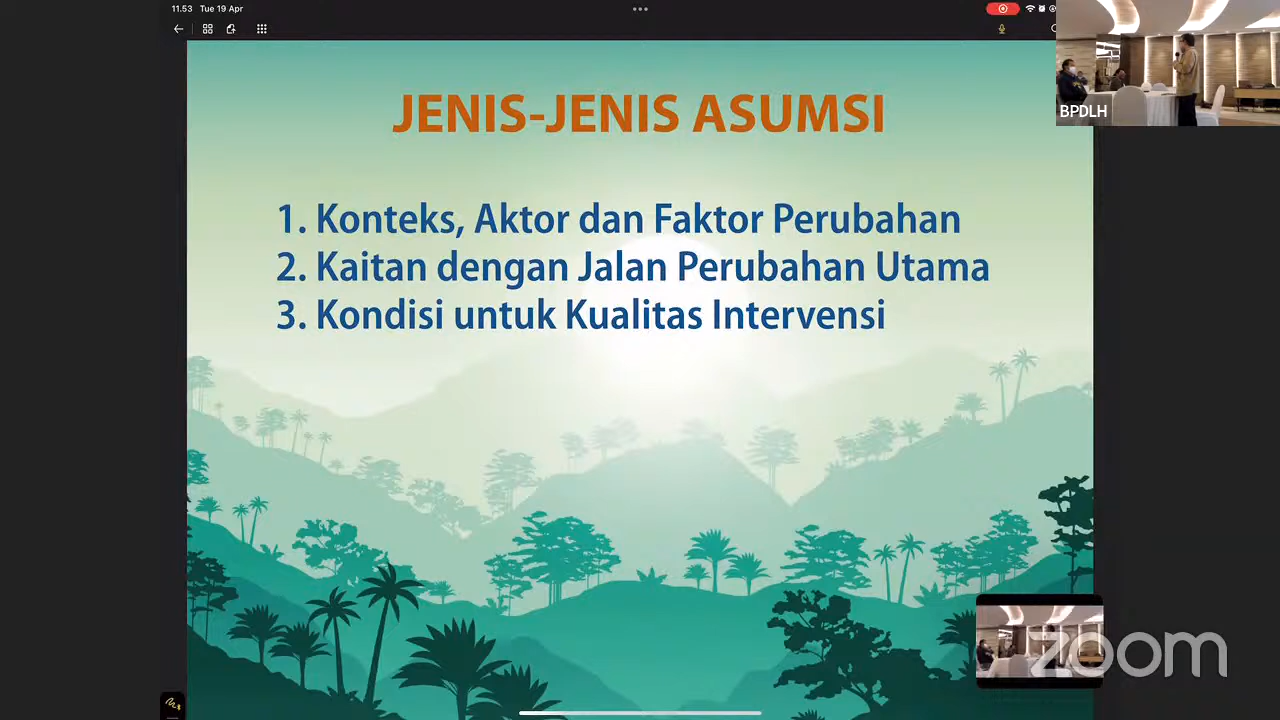 11.53 Tue 19 Apr
BPDLH
JENIS-JENIS ASUMSI
1. Konteks, Aktor dan Faktor Perubahan
2. Kaitan dengan Jalan Perubahan Utama
3. Kondisi untuk Kualitas Intervensi
zoom